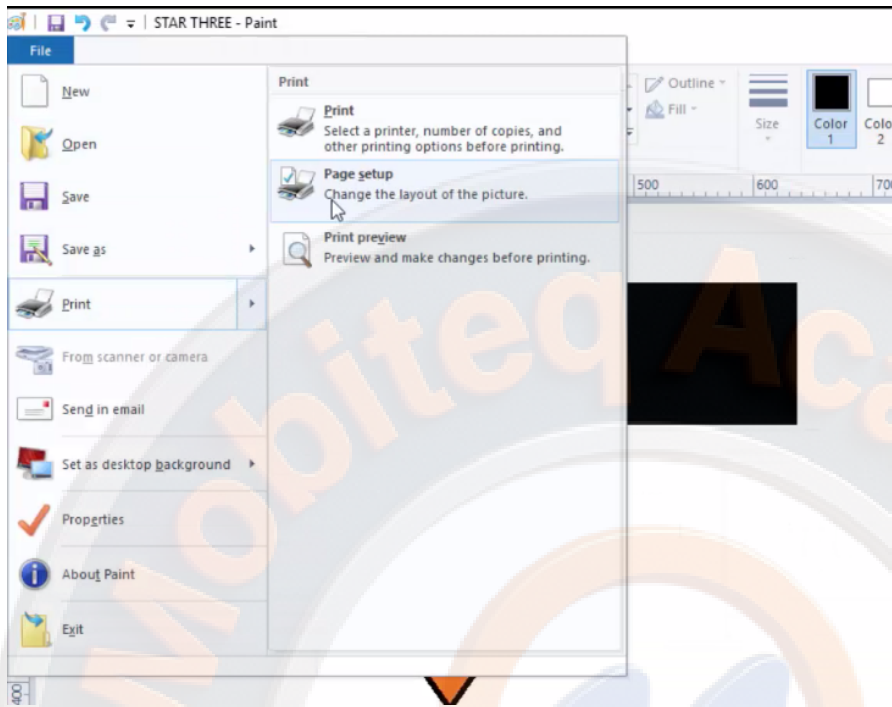 STAR THREE - Paint
File
New
Open
Save
Save as
Print
From scanner or camera
Send in email
Set as desktop background
Properties
About Paint
Exit
Print
Print
Select a printer, number of copies, and
other printing options before printing.
Page setup
Change the layout of the picture.
Print preview
Preview and make changes before printing.
Outline
Fill
Size
Color
1
2
500
600
400
Mobiteq Aca